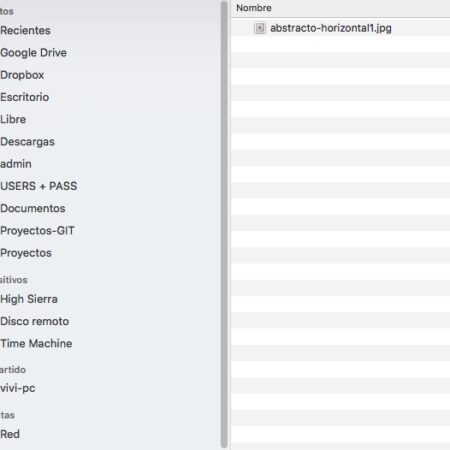 tos
Recientes
Google Drive
Dropbox
Escritorio
Libre
Descargas
admin
USERS + PASS
Documentos
Proyectos-GIT
Proyectos
sitivos
High Sierra
Disco remoto
Time Machine
artido
vivi-pc
tas
Red
Nombre
abstracto-horizontal1.jpg